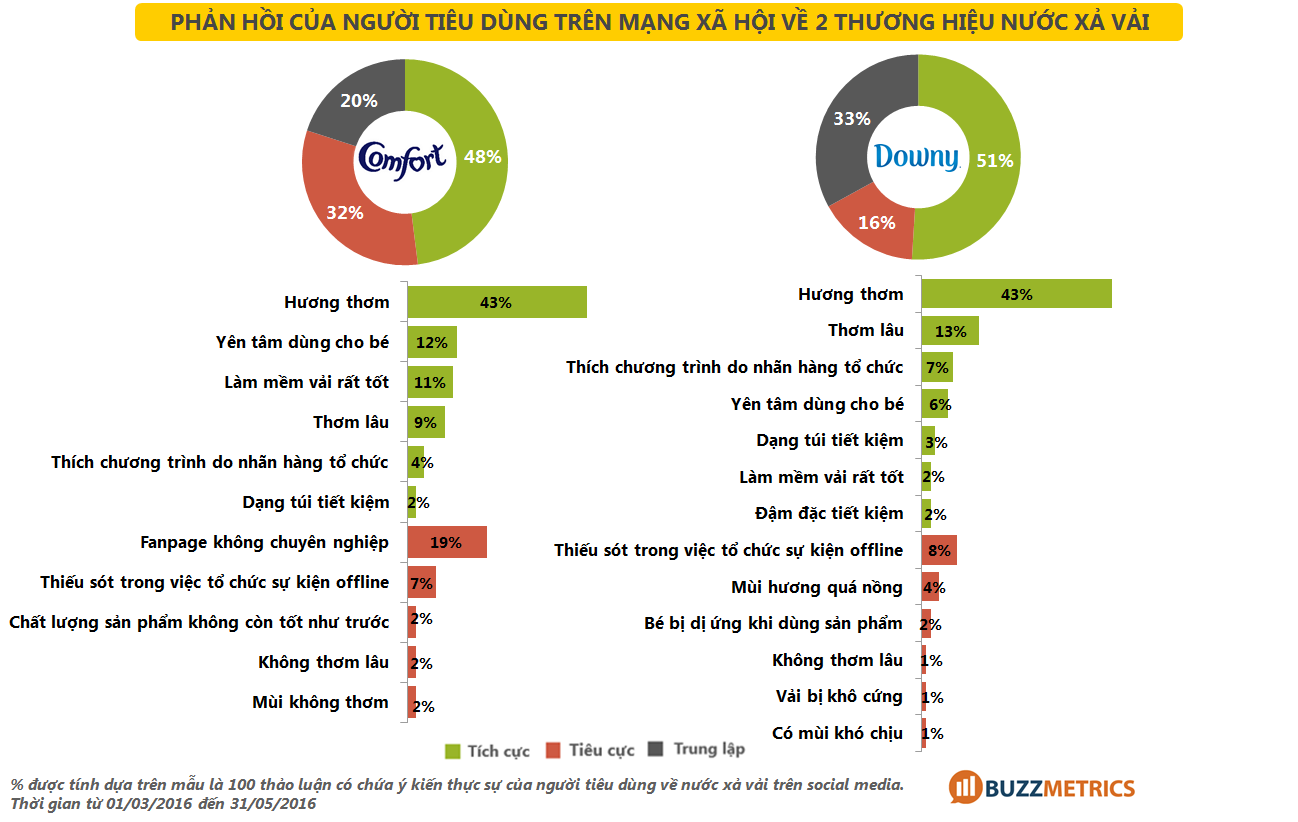 PHẢN HỒI CỦA NGƯỜI TIÊU DÙNG TRÊN MẠNG XÃ HỘI VỀ 2 THƯƠNG HIỆU NƯỚC XẢ VẢI
20%
48%
32%
Comfort
33%
51%
16%
Downy
Hương thơm 43%
Yên tâm dùng cho bé 12%
Làm mềm vải rất tốt 11%
Thơm lâu 9%
Thích chương trình do nhãn hàng tổ chức 4%
Dạng túi tiết kiệm 2%
Fanpage không chuyên nghiệp 19%
Thiếu sót trong việc tổ chức sự kiện offline 7%
Chất lượng sản phẩm không còn tốt như trước 2%
Không thơm lâu 2%
Mùi không thơm 2%
Hương thơm 43%
Thơm lâu 13%
Thích chương trình do nhãn hàng tổ chức 7%
Yên tâm dùng cho bé 6%
Dạng túi tiết kiệm 3%
Làm mềm vải rất tốt 2%
Đậm đặc tiết kiệm 2%
Thiếu sót trong việc tổ chức sự kiện offline 8%
Mùi hương quá nồng 4%
Bé bị dị ứng khi dùng sản phẩm 2%
Không thơm lâu 1%
Vải bị khô cứng 1%
Có mùi khó chịu 1%
Tích cực Tiêu cực Trung lập
% được tính dựa trên mẫu là 100 thảo luận có chứa ý kiến thực sự của người tiêu dùng về nước xả vải trên social media.
Thời gian từ 01/03/2016 đến 31/05/2016
BUZZMETRICS